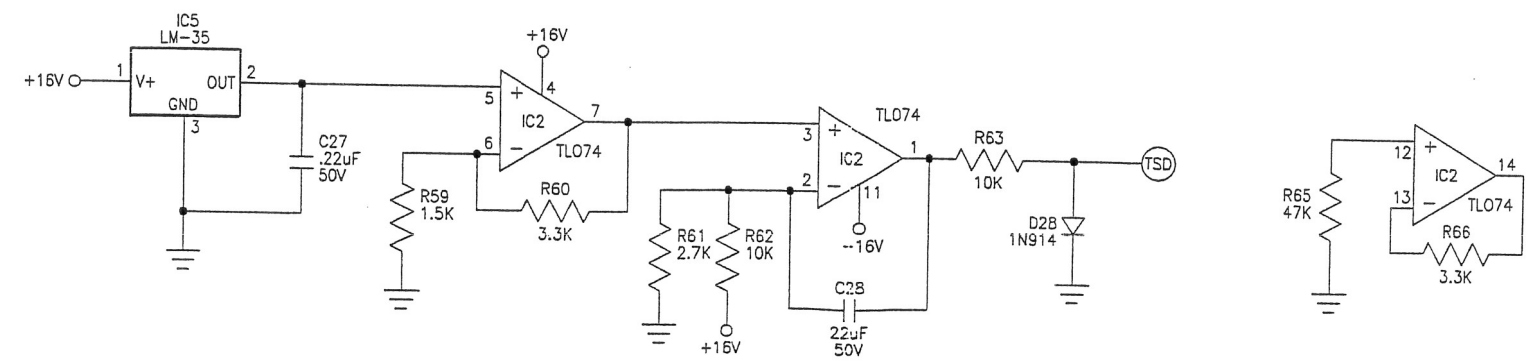 IC5
LM-35
+16V
1
V+
OUT
2
GND
3
C27
.22uF
50V
+16V
4
5
+
IC2
7
6
−
TL074
R59
1.5K
R60
3.3K
TL074
3
+
IC2
1
2
−
11
--16V
R61
2.7K
R62
10K
+16V
C28
22uF
50V
R63
10K
TSD
D28
1N914
R65
47K
12
+
IC2
14
13
−
TL074
R66
3.3K